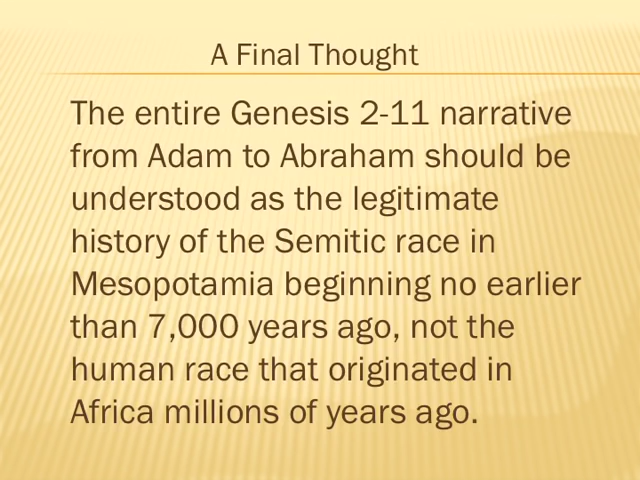 A Final Thought
The entire Genesis 2-11 narrative
from Adam to Abraham should be
understood as the legitimate
history of the Semitic race in
Mesopotamia beginning no earlier
than 7,000 years ago, not the
human race that originated in
Africa millions of years ago.